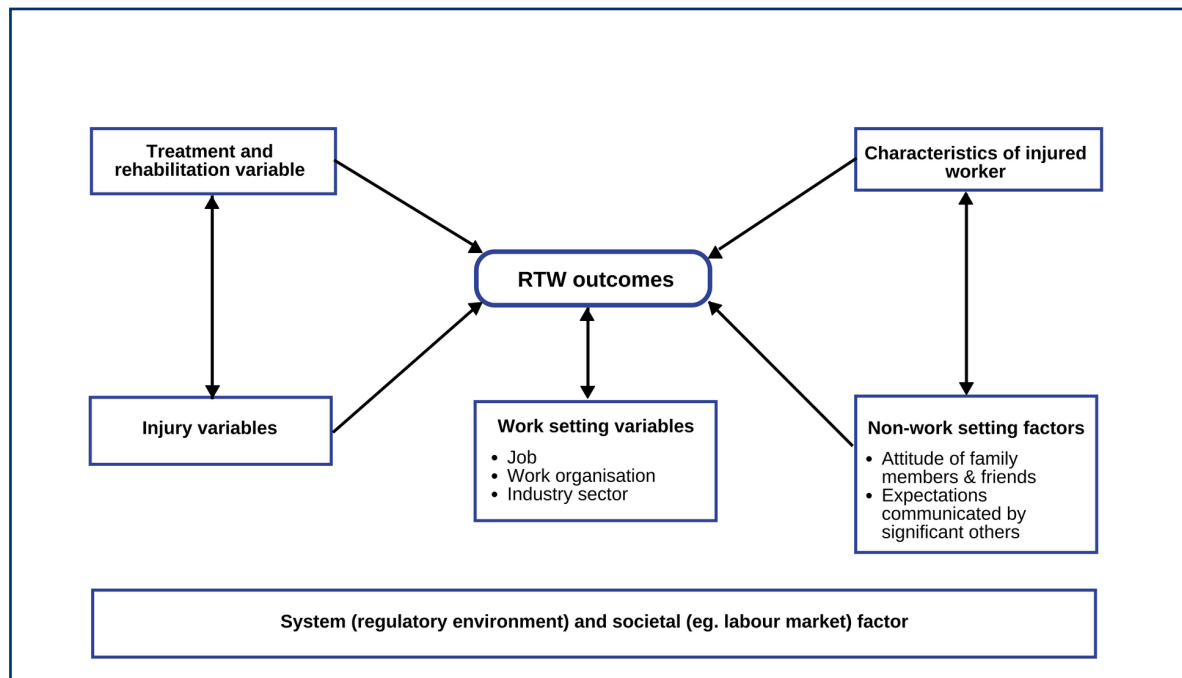 Treatment and
rehabilitation variable
Characteristics of injured
worker
RTW outcomes
Injury variables
Work setting variables
• Job
• Work organisation
• Industry sector
Non-work setting factors
• Attitude of family
members & friends
• Expectations
communicated by
significant others
System (regulatory environment) and societal (eg. labour market) factor